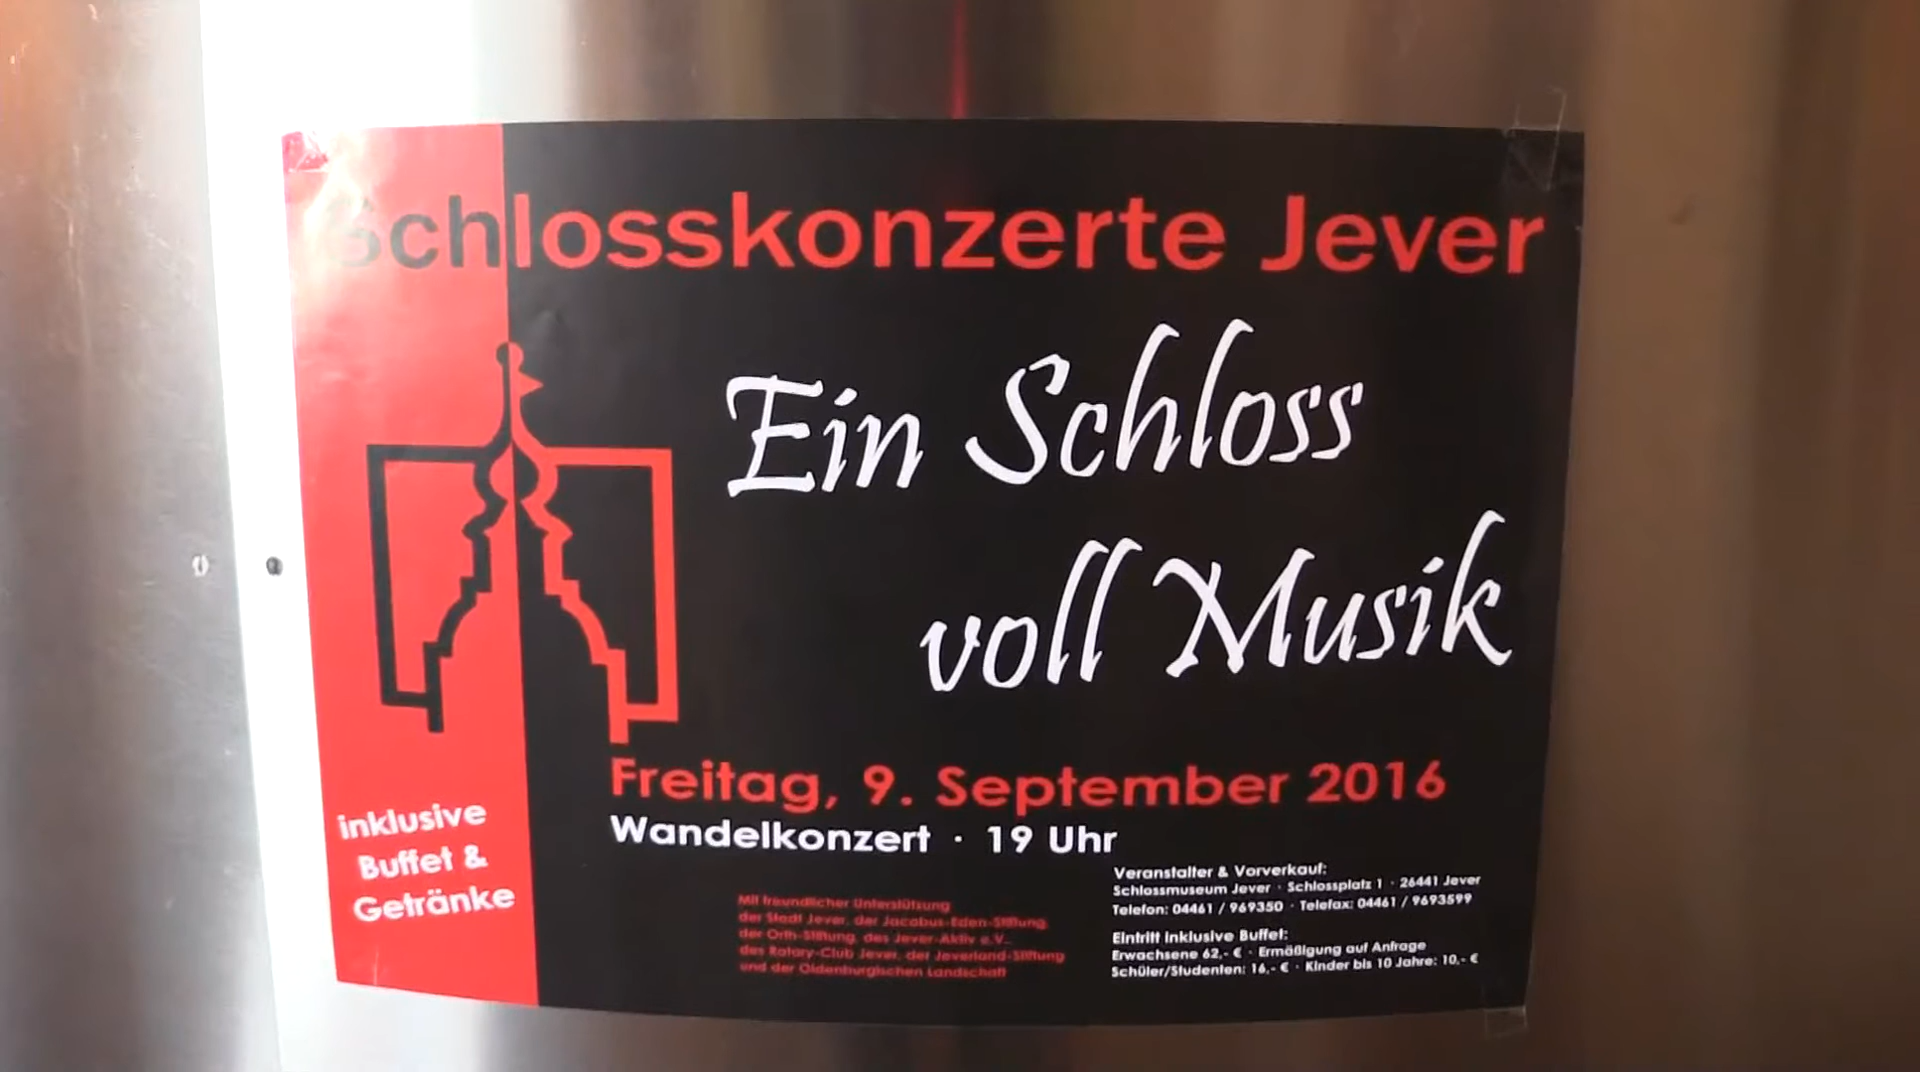 Schlosskonzerte Jever
Ein Schloss
voll Musik
Freitag, 9. September 2016
Wandelkonzert · 19 Uhr
inklusive
Buffet &
Getränke
Mit freundlicher Unterstützung
der Stadt Jever, der Jacobus-Eden-Stiftung,
der Orth-Stiftung, des Jever-Aktiv e.V.,
des Rotary-Club Jever, der Jeverland-Stiftung
und der Oldenburgischen Landschaft
Veranstalter & Vorverkauf:
Schlossmuseum Jever · Schlossplatz 1 · 26441 Jever
Telefon: 04461 / 969350 · Telefax: 04461 / 9693599
Eintritt inklusive Buffet:
Erwachsene 62,- € · Ermäßigung auf Anfrage
Schüler/Studenten: 16,- € · Kinder bis 10 Jahre: 10,- €